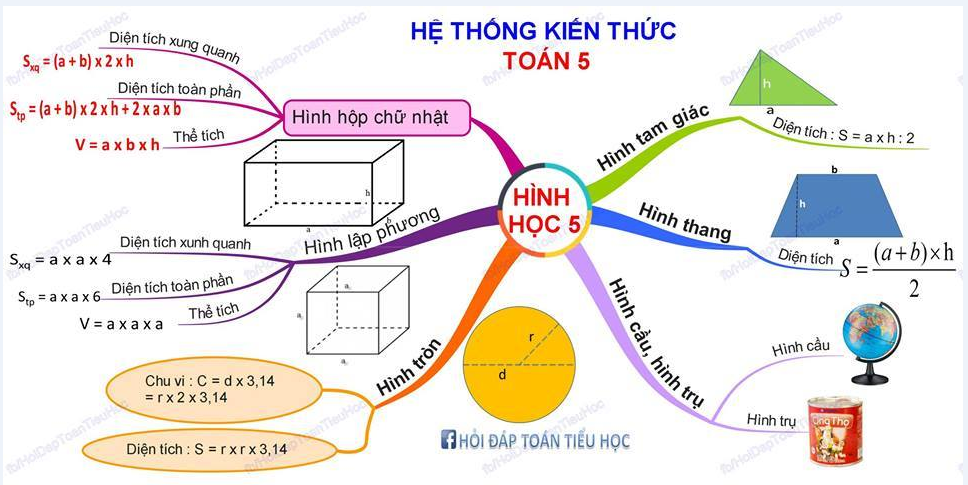 HỆ THỐNG KIẾN THỨC
TOÁN 5
HÌNH
HỌC 5
Hình hộp chữ nhật
Diện tích xung quanh
Sxq = (a + b) x 2 x h
Diện tích toàn phần
Stp = (a + b) x 2 x h + 2 x a x b
Thể tích
V = a x b x h
h
b
a
Hình lập phương
Diện tích xunh quanh
Sxq = a x a x 4
Diện tích toàn phần
Stp = a x a x 6
Thể tích
V = a x a x a
a
a
a
Hình tròn
Chu vi : C = d x 3,14
= r x 2 x 3,14
Diện tích : S = r x r x 3,14
r
d
Hình tam giác
h
a
Diện tích : S = a x h : 2
Hình thang
b
h
a
Diện tích
S = (a+b)×h
2
Hình cầu, hình trụ
Hình cầu
Hình trụ
Ông Thọ
f HỎI ĐÁP TOÁN TIỂU HỌC
fb/HoiDapToanTieuHoc